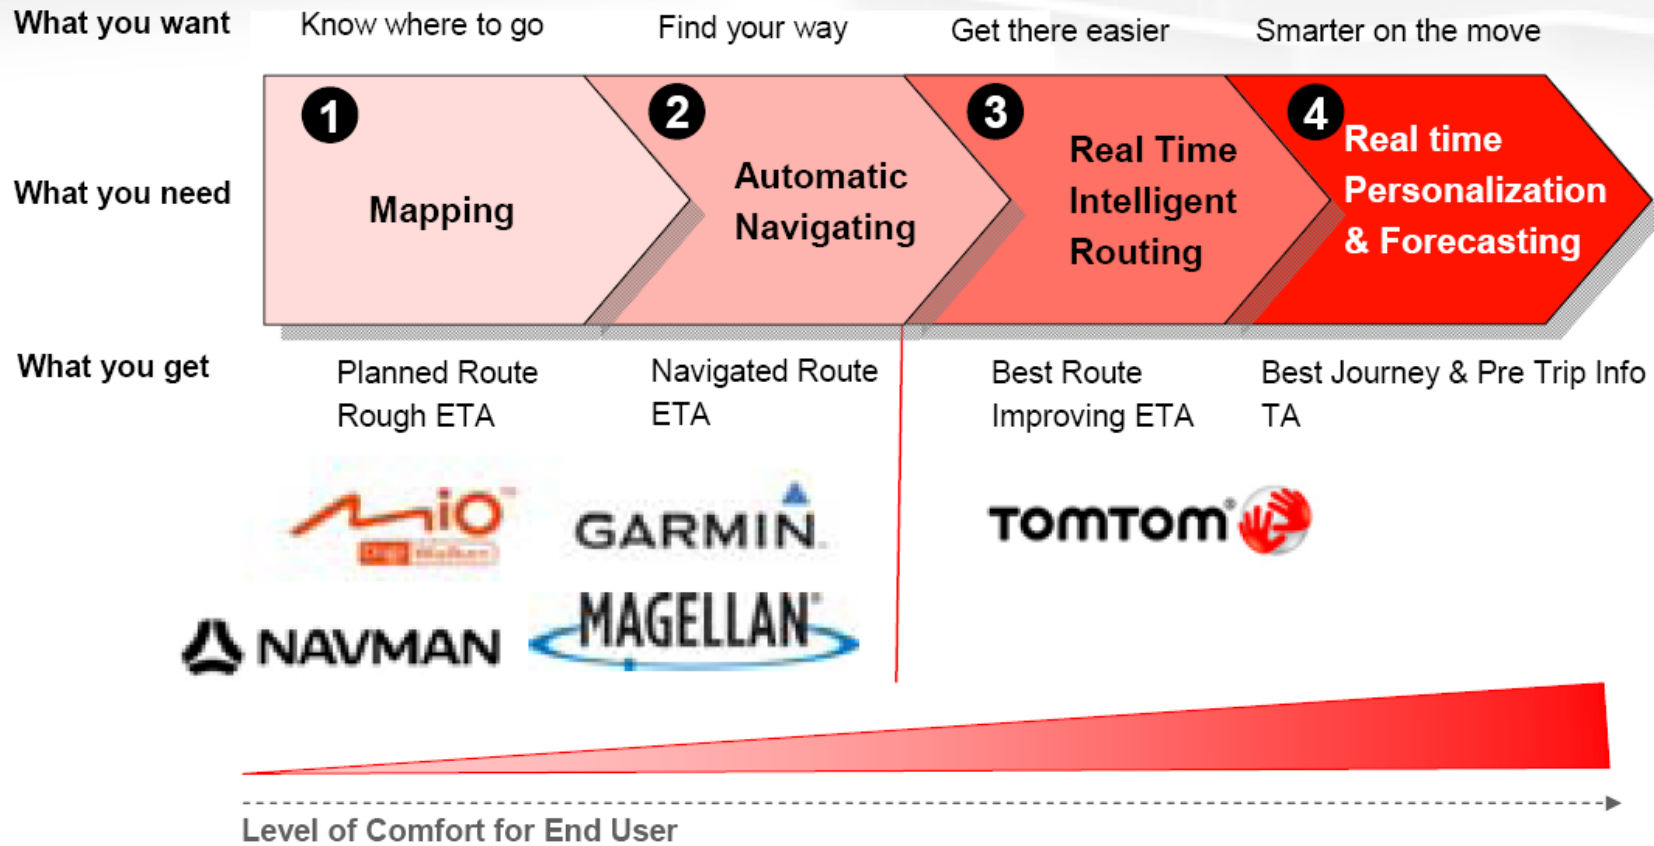 What you want
Know where to go
Find your way
Get there easier
Smarter on the move
What you need
1
Mapping
2
Automatic
Navigating
3
Real Time
Intelligent
Routing
4
Real time
Personalization
& Forecasting
What you get
Planned Route
Rough ETA
Navigated Route
ETA
Best Route
Improving ETA
Best Journey & Pre Trip Info
TA
Mio™
GARMIN
TOMTOM®
NAVMAN
MAGELLAN®
Level of Comfort for End User